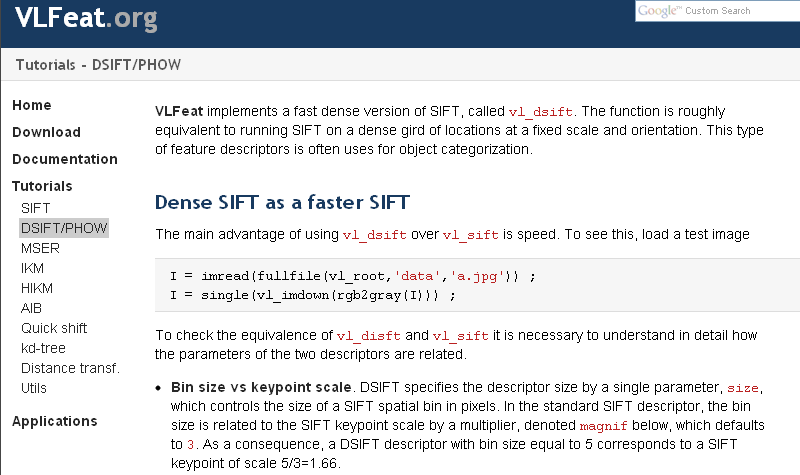 VLFeat.org
Google™ Custom Search
Tutorials - DSIFT/PHOW
Home
Download
Documentation
Tutorials
SIFT
DSIFT/PHOW
MSER
IKM
HIKM
AIB
Quick shift
kd-tree
Distance transf.
Utils
Applications
VLFeat implements a fast dense version of SIFT, called vl_dsift. The function is roughly
equivalent to running SIFT on a dense gird of locations at a fixed scale and orientation. This type
of feature descriptors is often uses for object categorization.
Dense SIFT as a faster SIFT
The main advantage of using vl_dsift over vl_sift is speed. To see this, load a test image
I = imread(fullfile(vl_root,'data','a.jpg')) ;
I = single(vl_imdown(rgb2gray(I))) ;
To check the equivalence of vl_disft and vl_sift it is necessary to understand in detail how
the parameters of the two descriptors are related.
• Bin size vs keypoint scale. DSIFT specifies the descriptor size by a single parameter, size,
which controls the size of a SIFT spatial bin in pixels. In the standard SIFT descriptor, the bin
size is related to the SIFT keypoint scale by a multiplier, denoted magnif below, which defaults
to 3. As a consequence, a DSIFT descriptor with bin size equal to 5 corresponds to a SIFT
keypoint of scale 5/3=1.66.